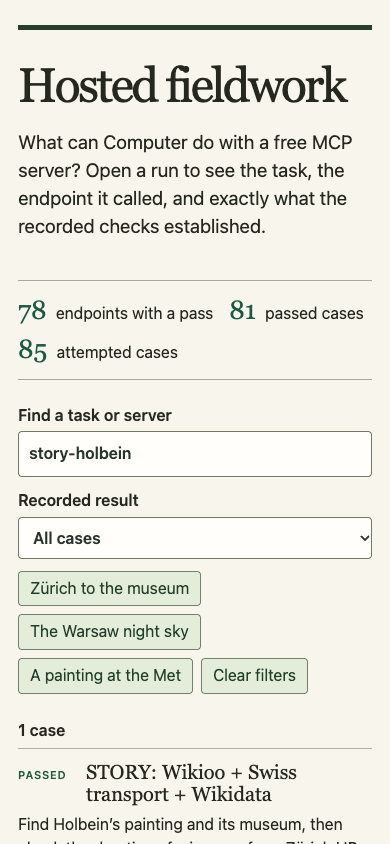 Hosted fieldwork
What can Computer do with a free MCP
server? Open a run to see the task, the
endpoint it called, and exactly what the
recorded checks established.
78 endpoints with a pass 81 passed cases
85 attempted cases
Find a task or server
story-holbein
Recorded result
All cases
Zürich to the museum
The Warsaw night sky
A painting at the Met Clear filters
1 case
PASSED STORY: Wikioo + Swiss
transport + Wikidata
Find Holbein's painting and its museum, then